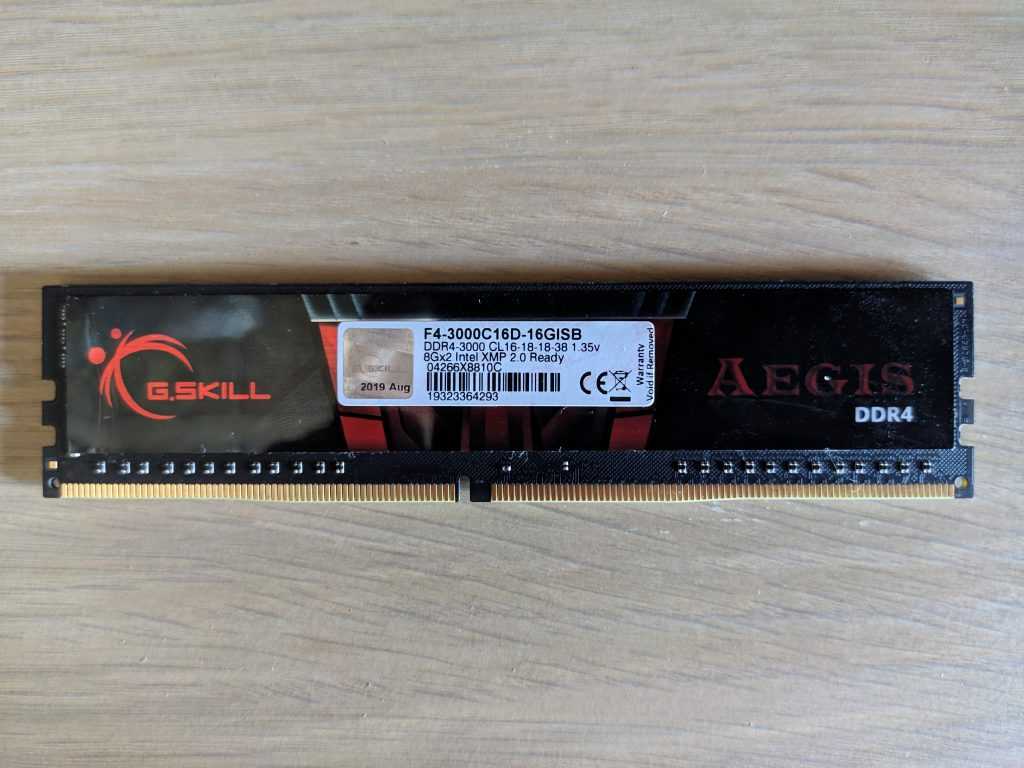 G.SKILL
F4-3000C16D-16GISB
DDR4-3000 CL16-18-18-38 1.35v
8Gx2 Intel XMP 2.0 Ready
04266X8810C
19323364293
2019 Aug
CE
Warranty
Void if Removed
AEGIS
DDR4